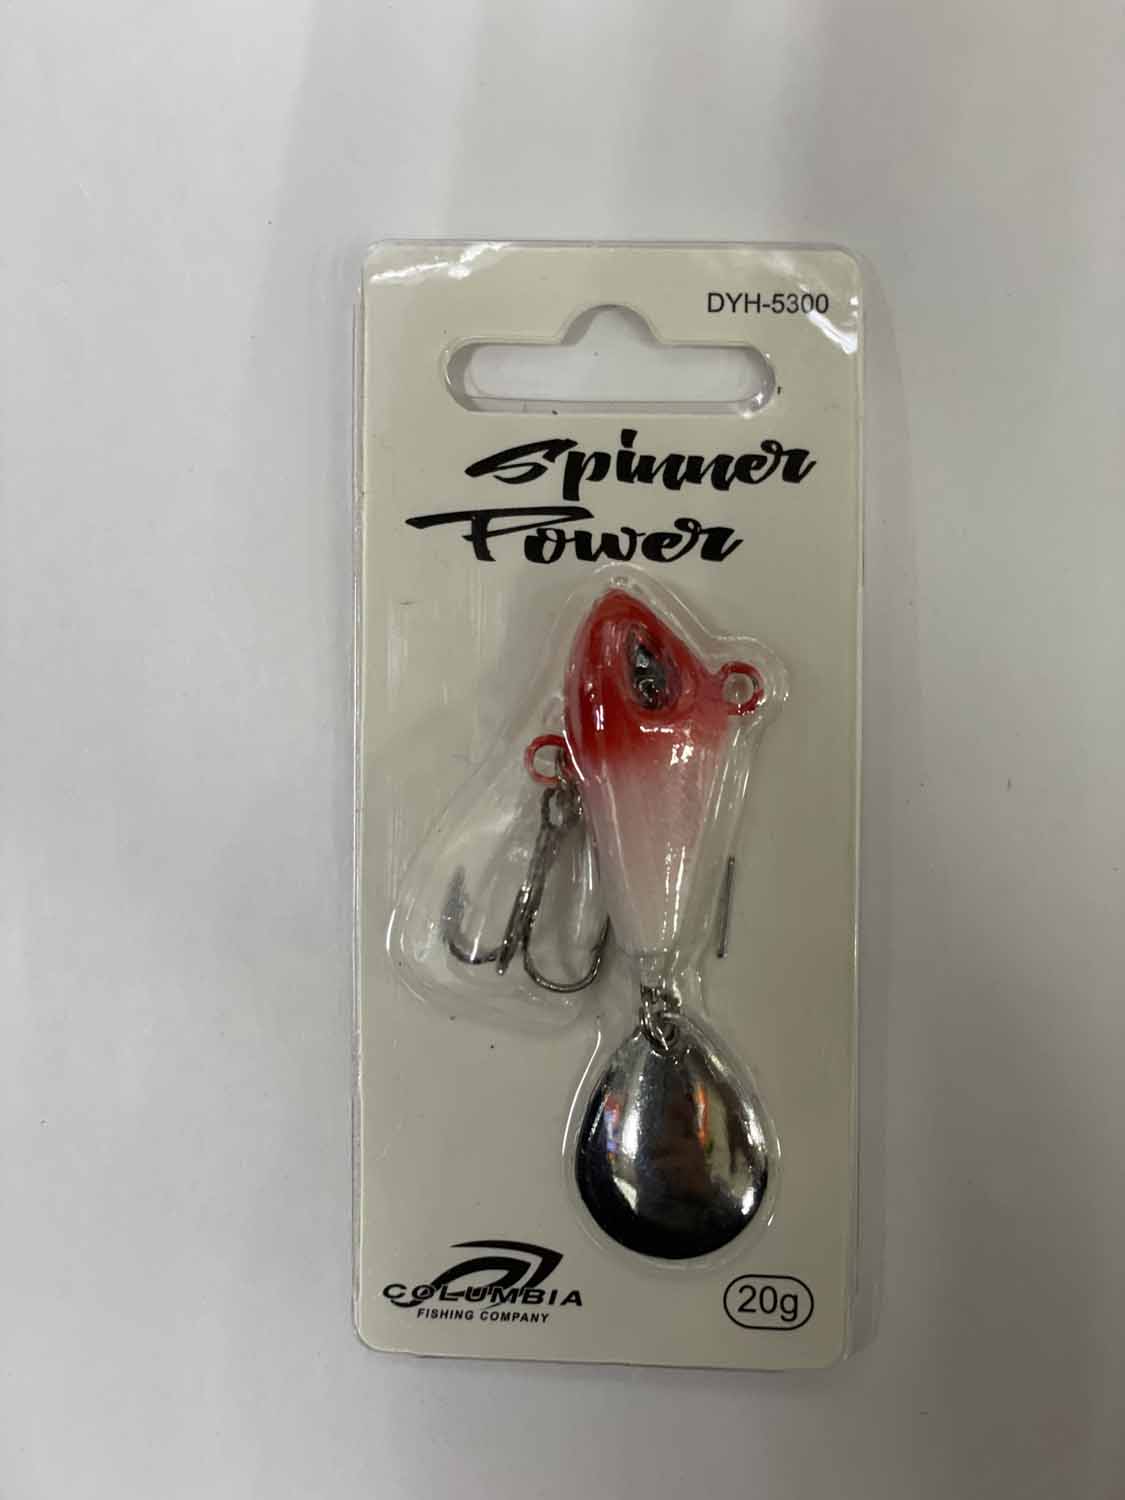 DYH-5300
Spinner
Power
COLUMBIA
FISHING COMPANY
20g